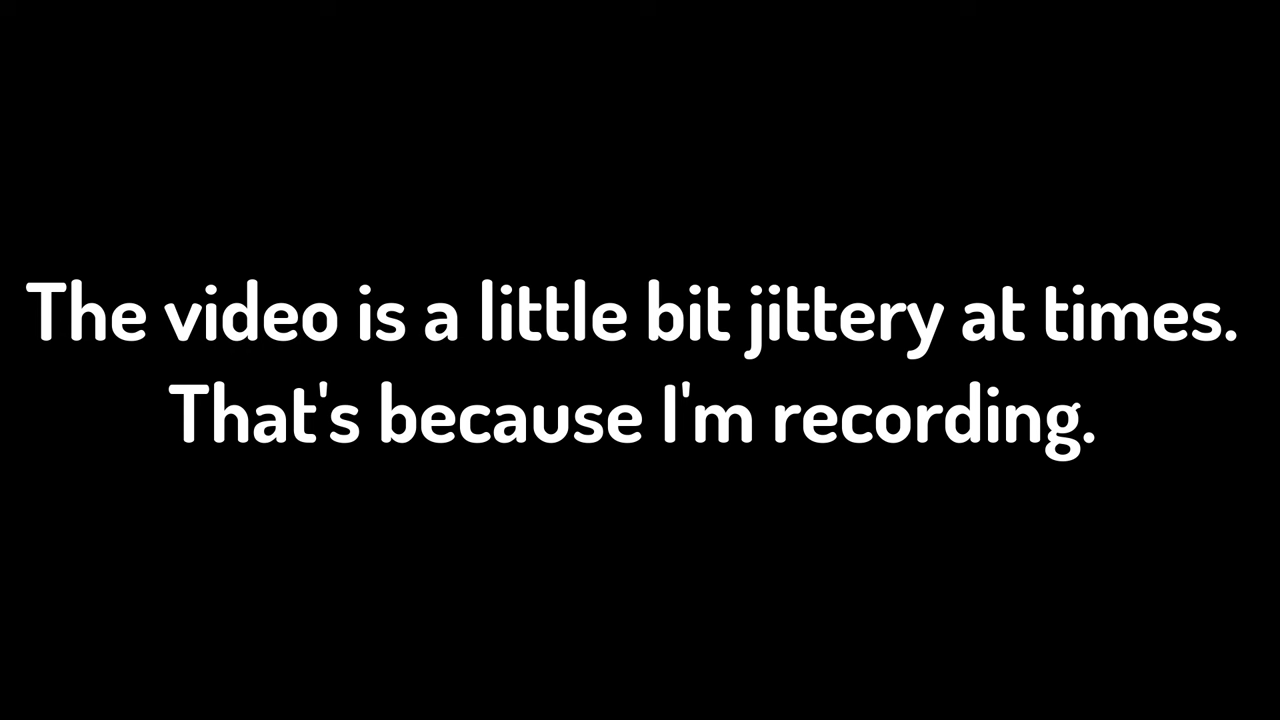 The video is a little bit jittery at times.
That's because I'm recording.